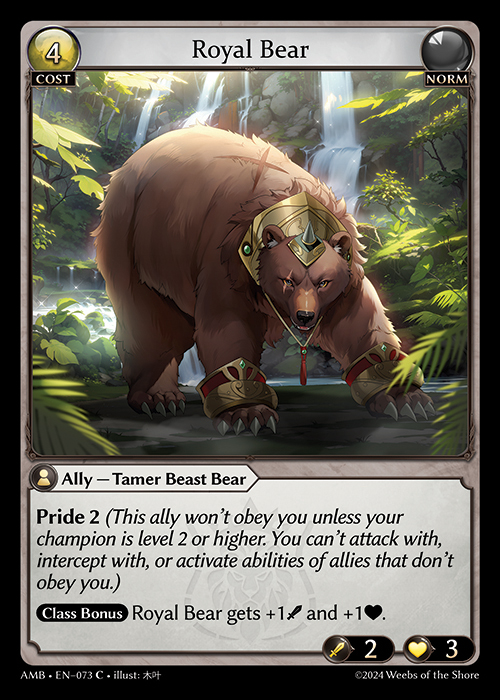 4
Royal Bear
COST
NORM
Ally — Tamer Beast Bear
Pride 2 (This ally won't obey you unless your
champion is level 2 or higher. You can't attack with,
intercept with, or activate abilities of allies that don't
obey you.)
Class Bonus Royal Bear gets +1 and +1.
2
3
AMB • EN-073 C • illust: 木叶
©2024 Weebs of the Shore